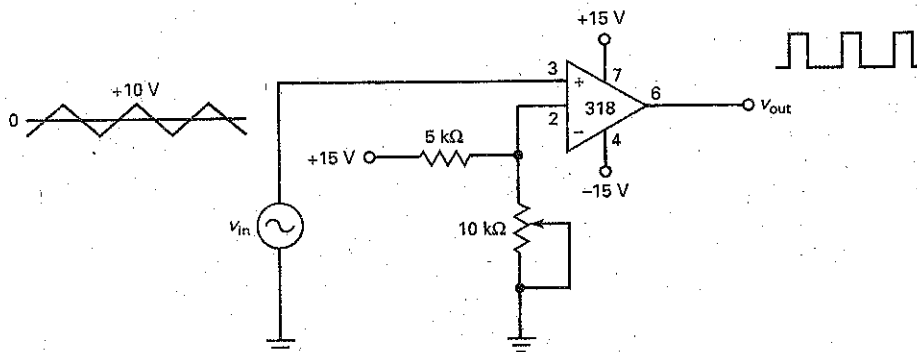 +15 V
+10 V
0
3
+
7
318
6
v_out
2
−
4
5 kΩ
+15 V
−15 V
v_in
10 kΩ